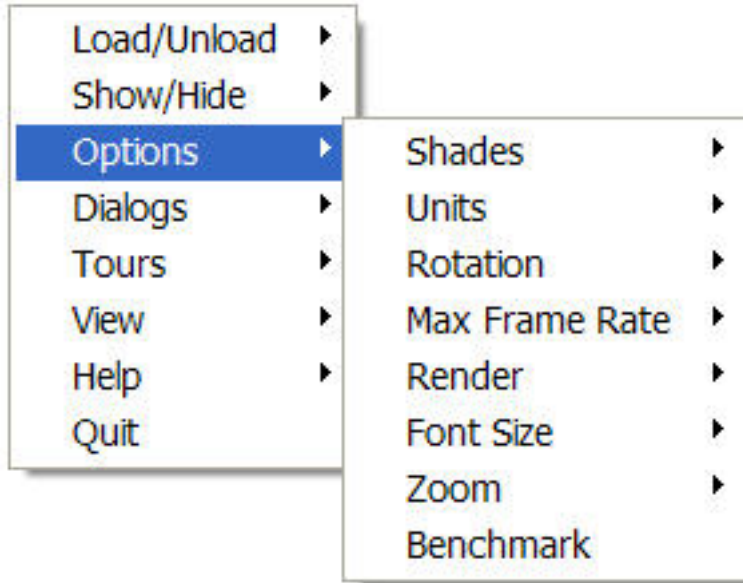 Load/Unload
Show/Hide
Options
Dialogs
Tours
View
Help
Quit
Shades
Units
Rotation
Max Frame Rate
Render
Font Size
Zoom
Benchmark